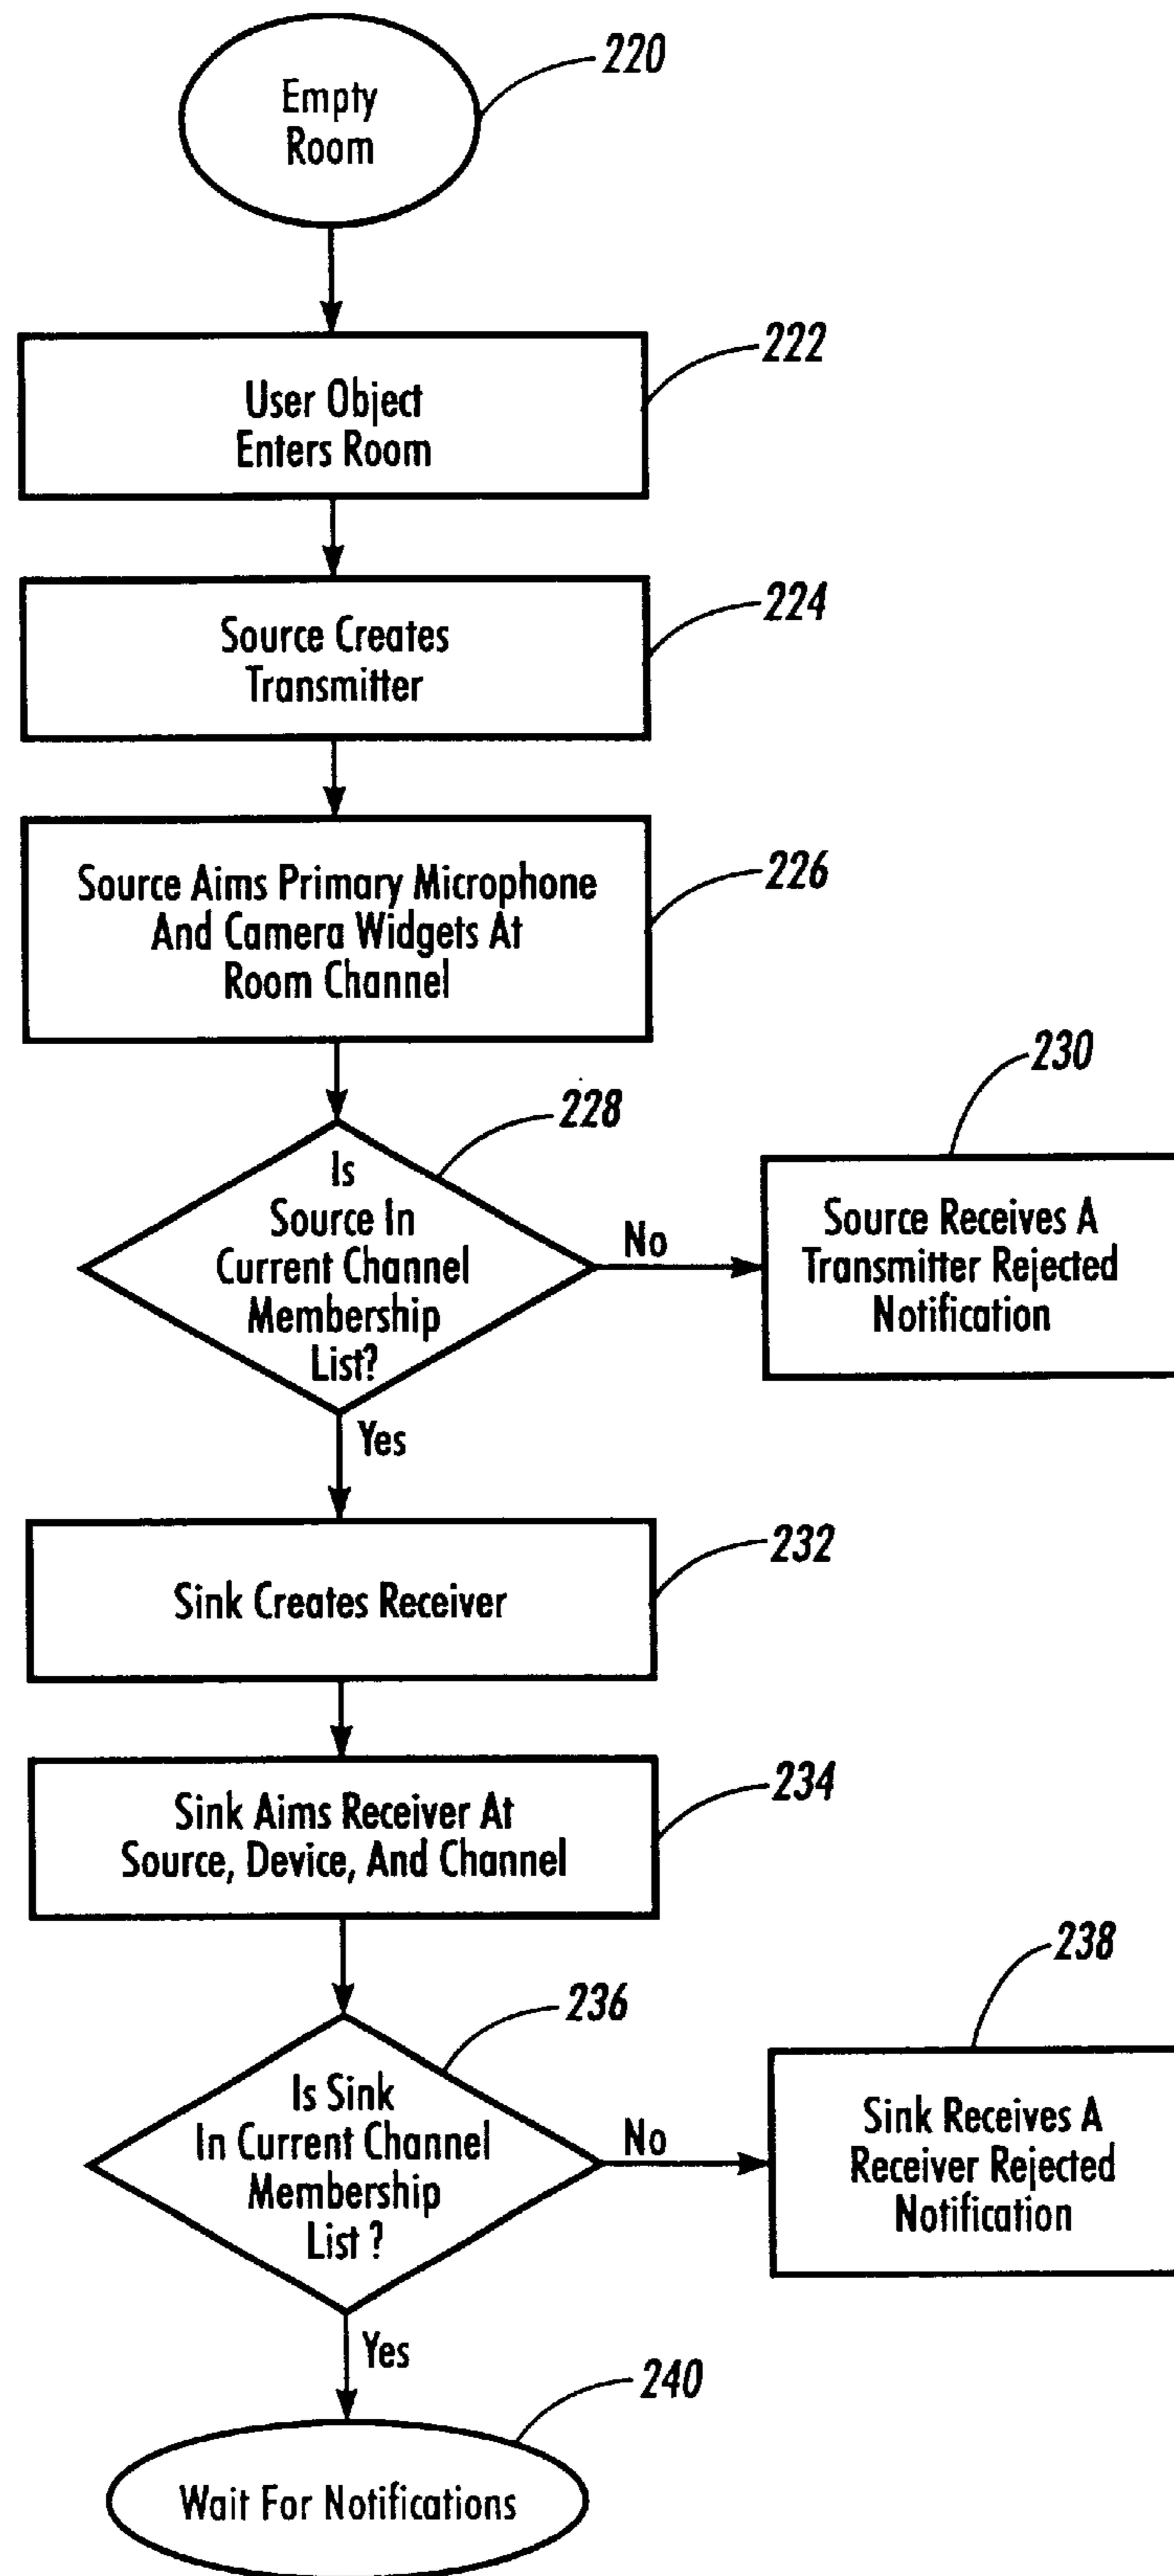 220
Empty
Room
222
User Object
Enters Room
224
Source Creates
Transmitter
226
Source Aims Primary Microphone
And Camera Widgets At
Room Channel
228
Is
Source In
Current Channel
Membership
List?
No
230
Source Receives A
Transmitter Rejected
Notification
Yes
232
Sink Creates Receiver
234
Sink Aims Receiver At
Source, Device, And Channel
236
Is Sink
In Current Channel
Membership
List ?
No
238
Sink Receives A
Receiver Rejected
Notification
Yes
240
Wait For Notifications